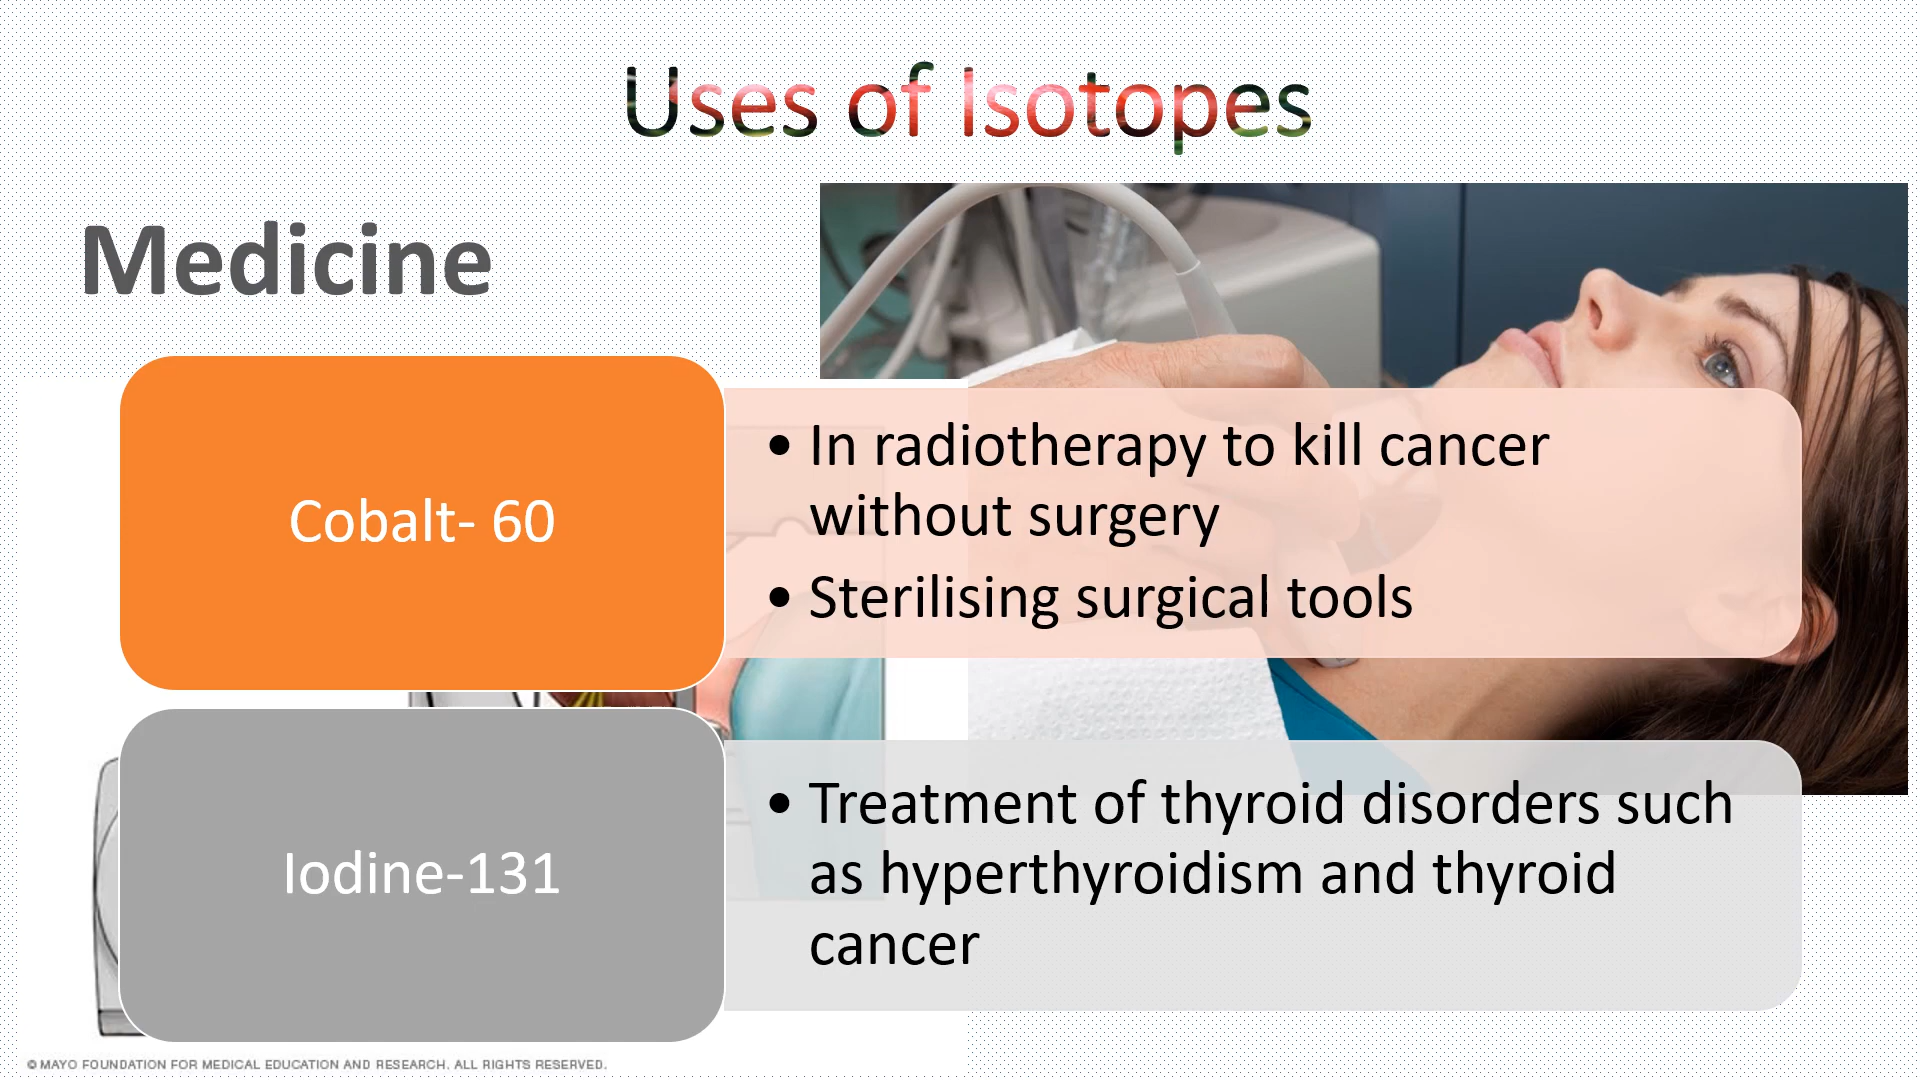 Uses of Isotopes
Medicine
Cobalt- 60
• In radiotherapy to kill cancer
without surgery
• Sterilising surgical tools
Iodine-131
• Treatment of thyroid disorders such
as hyperthyroidism and thyroid
cancer
© MAYO FOUNDATION FOR MEDICAL EDUCATION AND RESEARCH. ALL RIGHTS RESERVED.